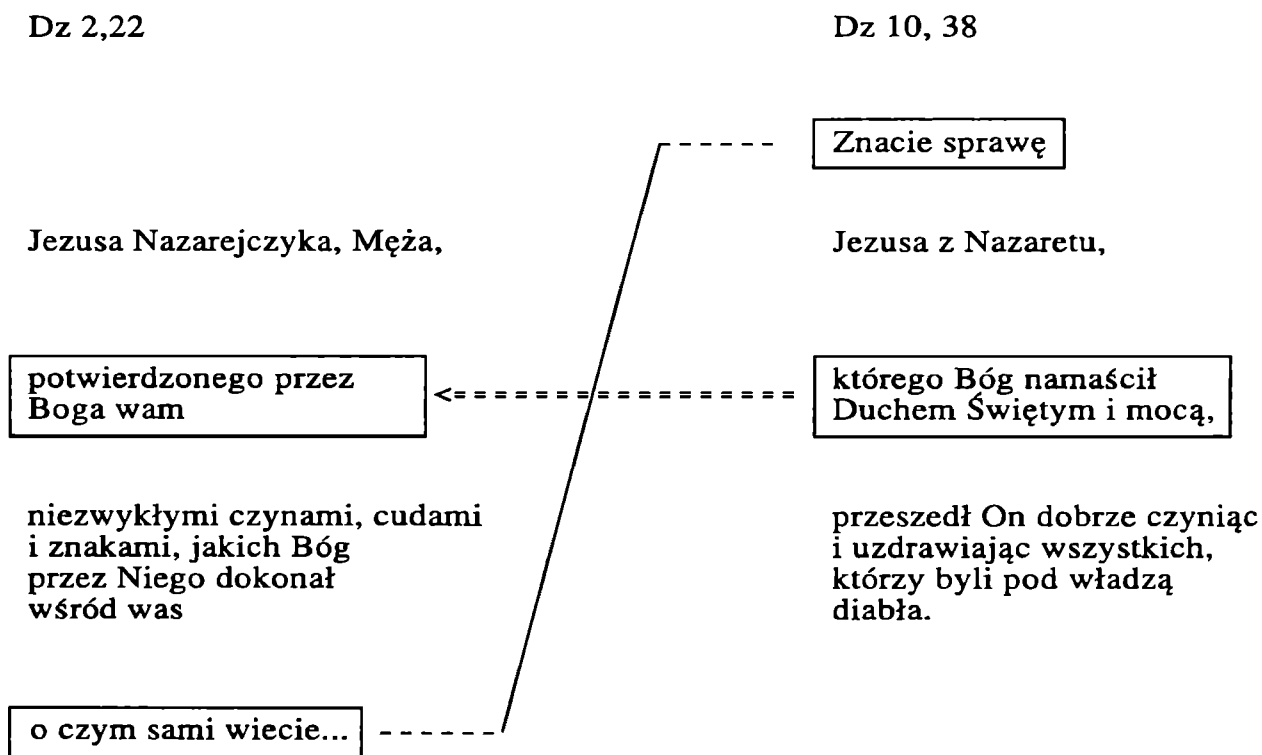 Dz 2,22
Dz 10, 38
Znacie sprawę
Jezusa Nazarejczyka, Męża,
Jezusa z Nazaretu,
potwierdzonego przez
Boga wam
którego Bóg namaścił
Duchem Świętym i mocą,
niezwykłymi czynami, cudami
i znakami, jakich Bóg
przez Niego dokonał
wśród was
przeszedł On dobrze czyniąc
i uzdrawiając wszystkich,
którzy byli pod władzą
diabła.
o czym sami wiecie...